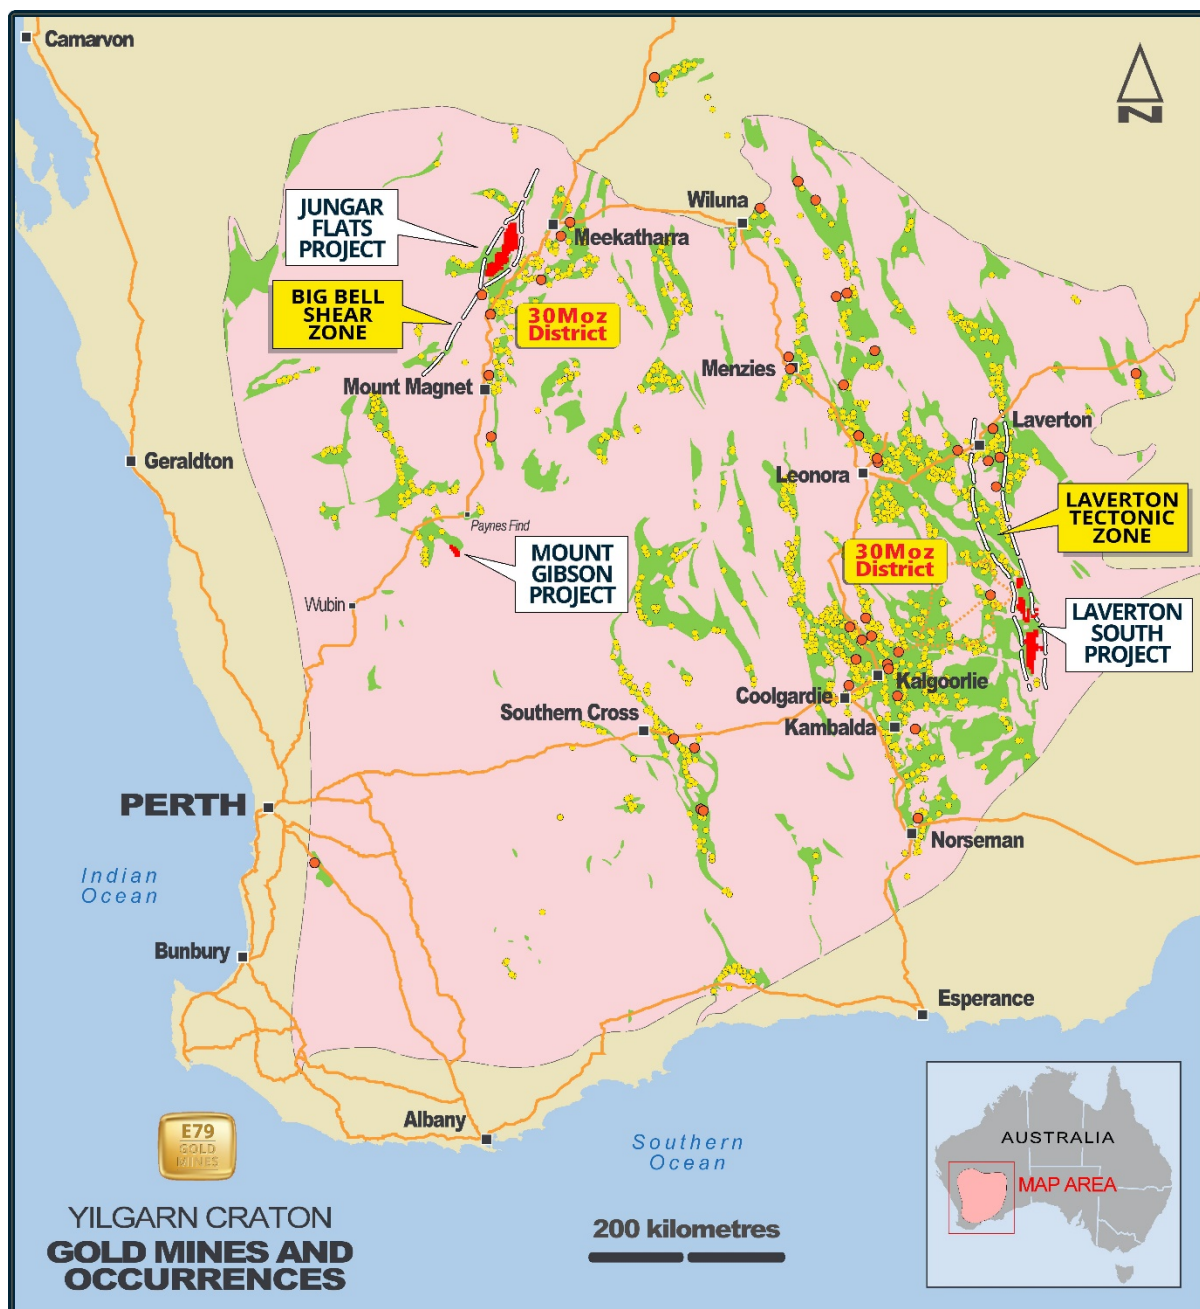 Carnarvon
N
JUNGAR
FLATS
PROJECT
Wiluna
Meekatharra
BIG BELL
SHEAR
ZONE
30Moz
District
Menzies
Mount Magnet
Laverton
Geraldton
Leonora
LAVERTON
TECTONIC
ZONE
Paynes Find
MOUNT
GIBSON
PROJECT
30Moz
District
Wubin
LAVERTON
SOUTH
PROJECT
Kalgoorlie
Coolgardie
Southern Cross
Kambalda
PERTH
Norseman
Indian
Ocean
Bunbury
Esperance
Albany
E79
GOLD
MINES
Southern
Ocean
AUSTRALIA
MAP AREA
YILGARN CRATON
GOLD MINES AND
OCCURRENCES
200 kilometres